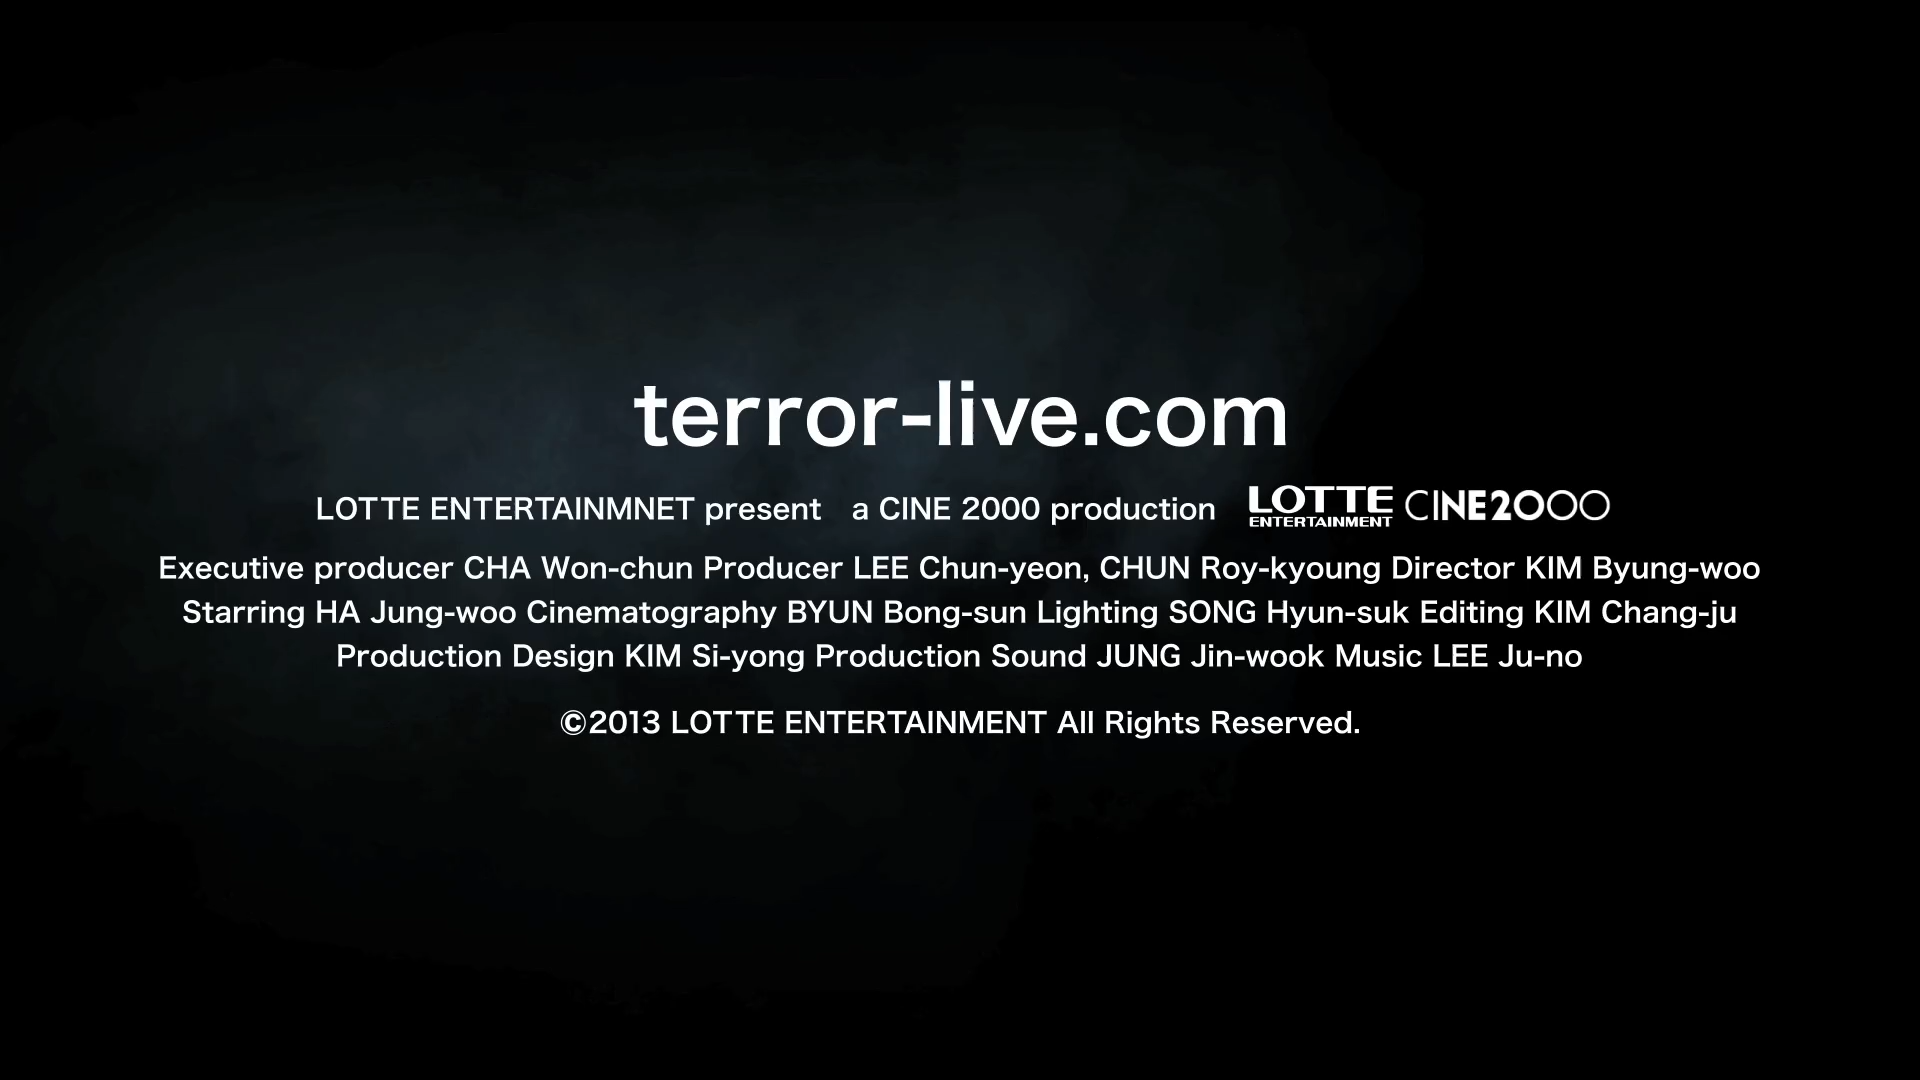 terror-live.com
LOTTE ENTERTAINMNET present a CINE 2000 production LOTTE ENTERTAINMENT CINE2000
Executive producer CHA Won-chun Producer LEE Chun-yeon, CHUN Roy-kyoung Director KIM Byung-woo
Starring HA Jung-woo Cinematography BYUN Bong-sun Lighting SONG Hyun-suk Editing KIM Chang-ju
Production Design KIM Si-yong Production Sound JUNG Jin-wook Music LEE Ju-no
©2013 LOTTE ENTERTAINMENT All Rights Reserved.